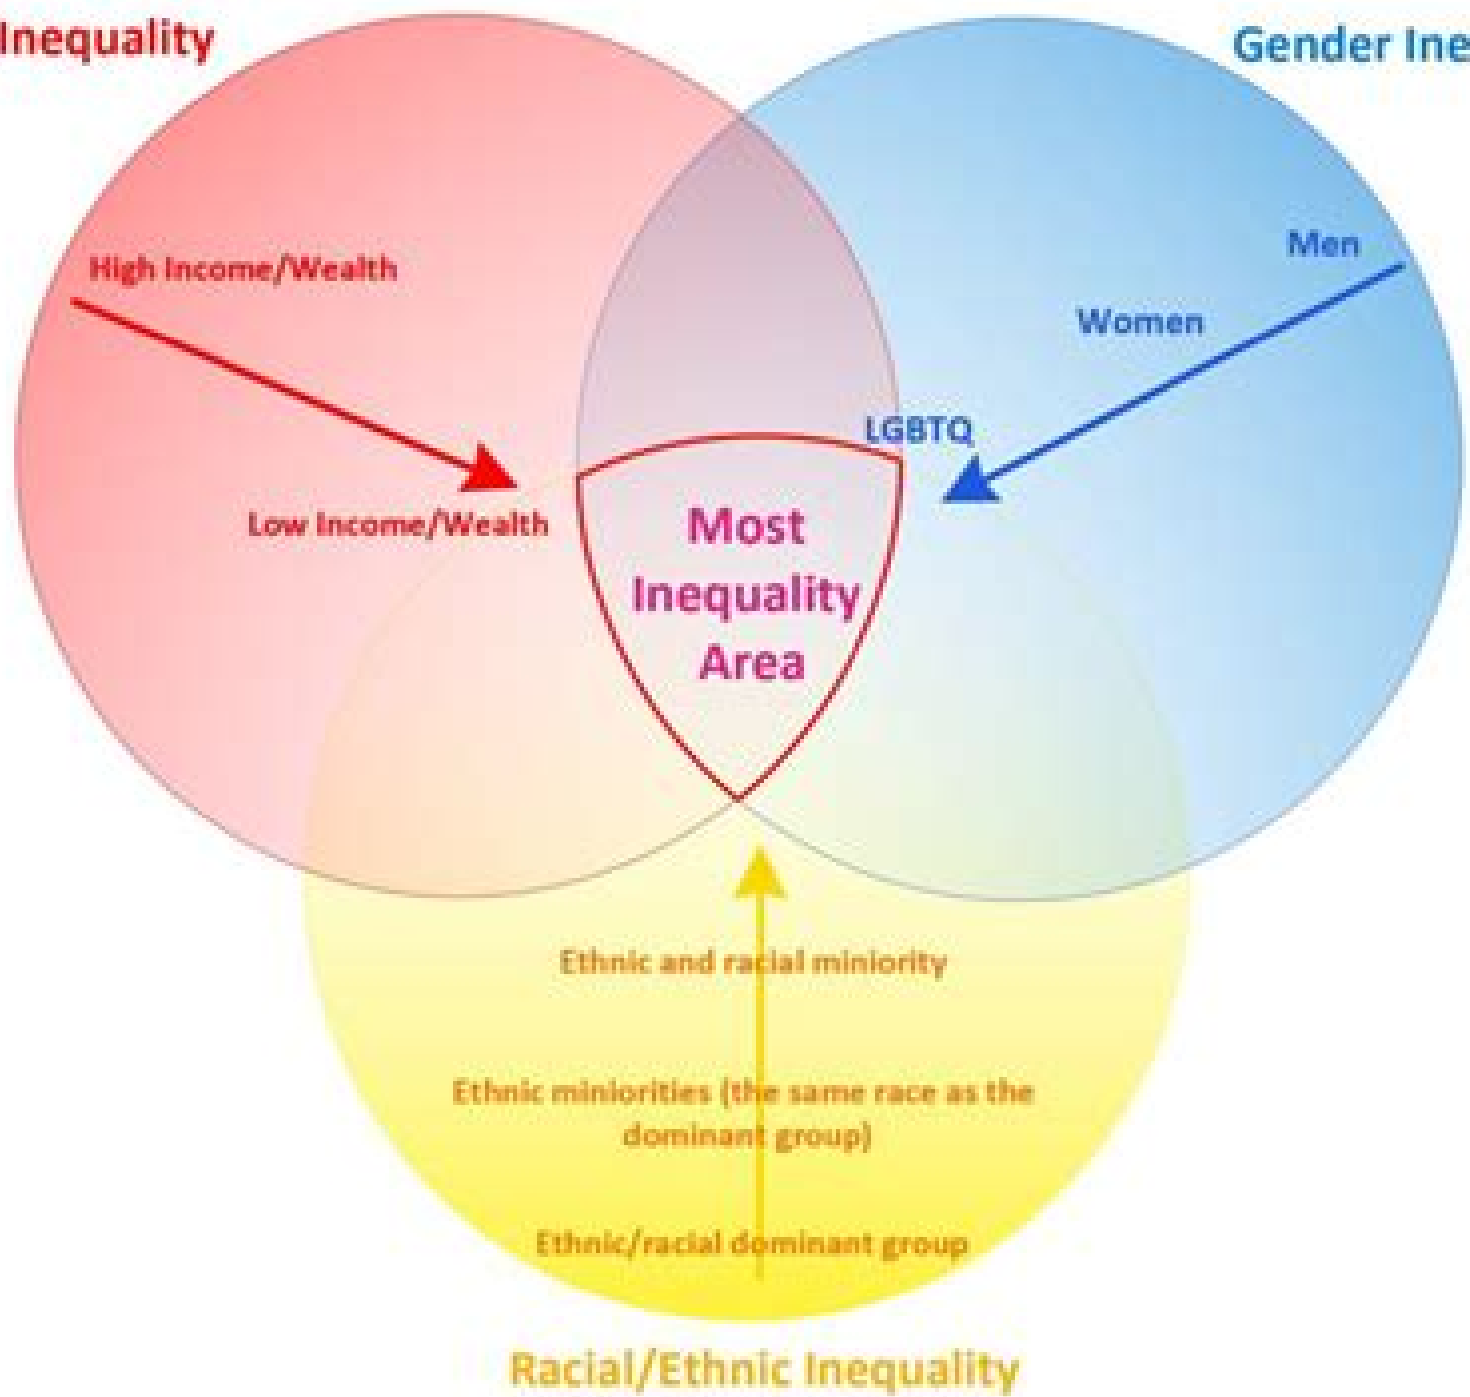 Inequality
Gender Ine
Men
High Income/Wealth
Women
LGBTQ
Low Income/Wealth
Most
Inequality
Area
Ethnic and racial miniority
Ethnic miniorities (the same race as the
dominant group)
Ethnic/racial dominant group
Racial/Ethnic Inequality